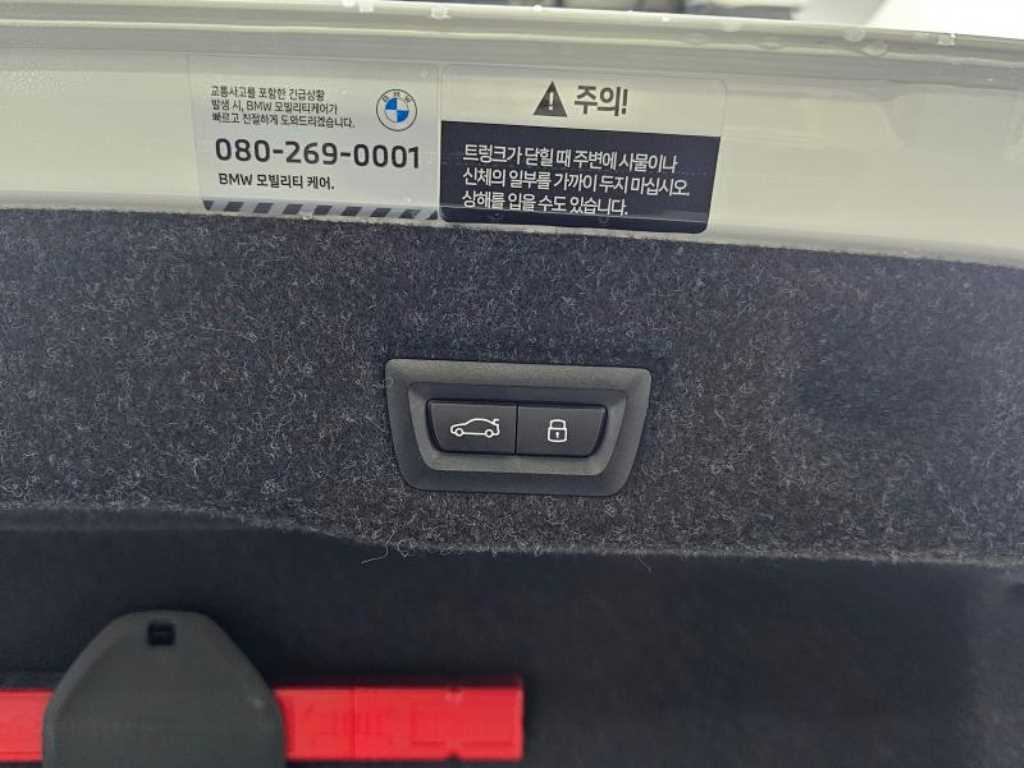 교통사고를 포함한 긴급상황
발생 시, BMW 모빌리티케어가
빠르고 친절하게 도와드리겠습니다.
BMW
080-269-0001
BMW 모빌리티 케어.
주의!
트렁크가 닫힐 때 주변에 사물이나
신체의 일부를 가까이 두지 마십시오.
상해를 입을 수도 있습니다.